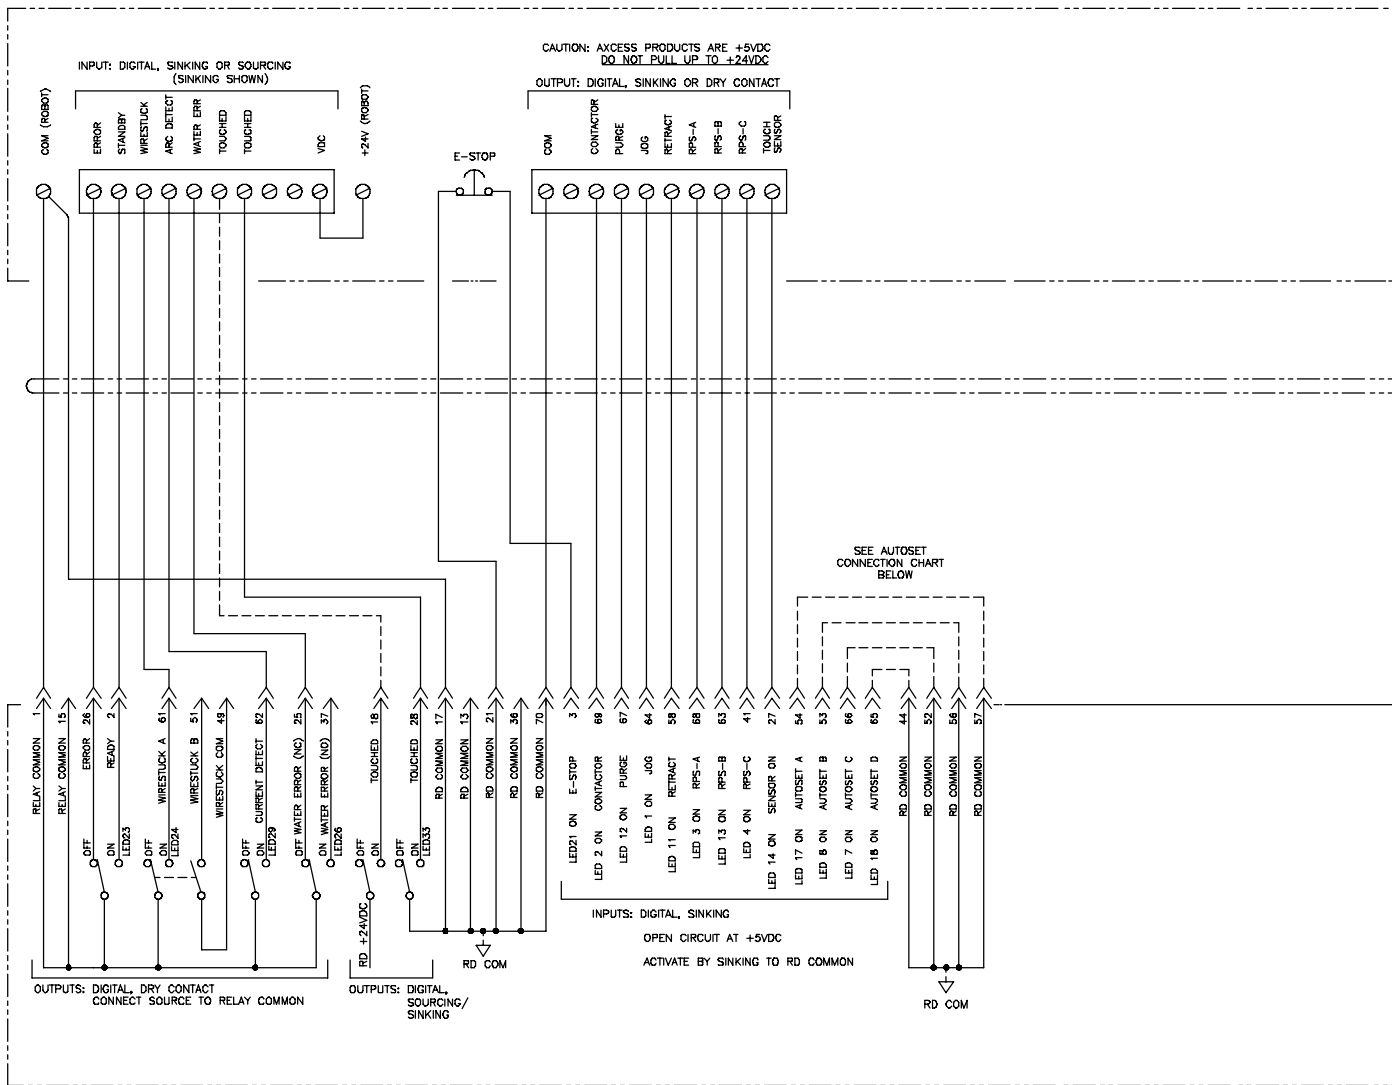 CAUTION: AXCESS PRODUCTS ARE +5VDC
DO NOT PULL UP TO +24VDC
INPUT: DIGITAL, SINKING OR SOURCING
(SINKING SHOWN)
OUTPUT: DIGITAL, SINKING OR DRY CONTACT
COM (ROBOT)
ERROR
STANDBY
WIRESTUCK
ARC DETECT
WATER ERR
TOUCHED
TOUCHED
VDC
+24V (ROBOT)
E-STOP
COM
CONTACTOR
PURGE
JOG
RETRACT
RPS-A
RPS-B
RPS-C
TOUCH
SENSOR
SEE AUTOSET
CONNECTION CHART
BELOW
1
RELAY COMMON
15
RELAY COMMON
26
ERROR
2
READY
61
WIRESTUCK A
51
WIRESTUCK B
49
WIRESTUCK COM
62
CURRENT DETECT
25
WATER ERROR (NC)
37
WATER ERROR (NO)
18
TOUCHED
28
TOUCHED
17
RD COMMON
13
RD COMMON
21
RD COMMON
36
RD COMMON
70
RD COMMON
3
LED21 ON E-STOP
69
LED 2 ON CONTACTOR
67
LED 12 ON PURGE
64
LED 1 ON JOG
58
LED 11 ON RETRACT
68
LED 3 ON RPS-A
63
LED 13 ON RPS-B
41
LED 4 ON RPS-C
27
LED 14 ON SENSOR ON
54
LED 17 ON AUTOSET A
53
LED 8 ON AUTOSET B
66
LED 7 ON AUTOSET C
65
LED 18 ON AUTOSET D
44
RD COMMON
52
RD COMMON
56
RD COMMON
57
RD COMMON
OFF
ON
LED23
OFF
ON
LED24
OFF
ON
LED29
OFF
ON
LED26
OFF
ON
OFF
ON
LED33
RD +24VDC
RD COM
INPUTS: DIGITAL, SINKING
OPEN CIRCUIT AT +5VDC
ACTIVATE BY SINKING TO RD COMMON
OUTPUTS: DIGITAL, DRY CONTACT
CONNECT SOURCE TO RELAY COMMON
OUTPUTS: DIGITAL,
SOURCING/
SINKING
RD COM